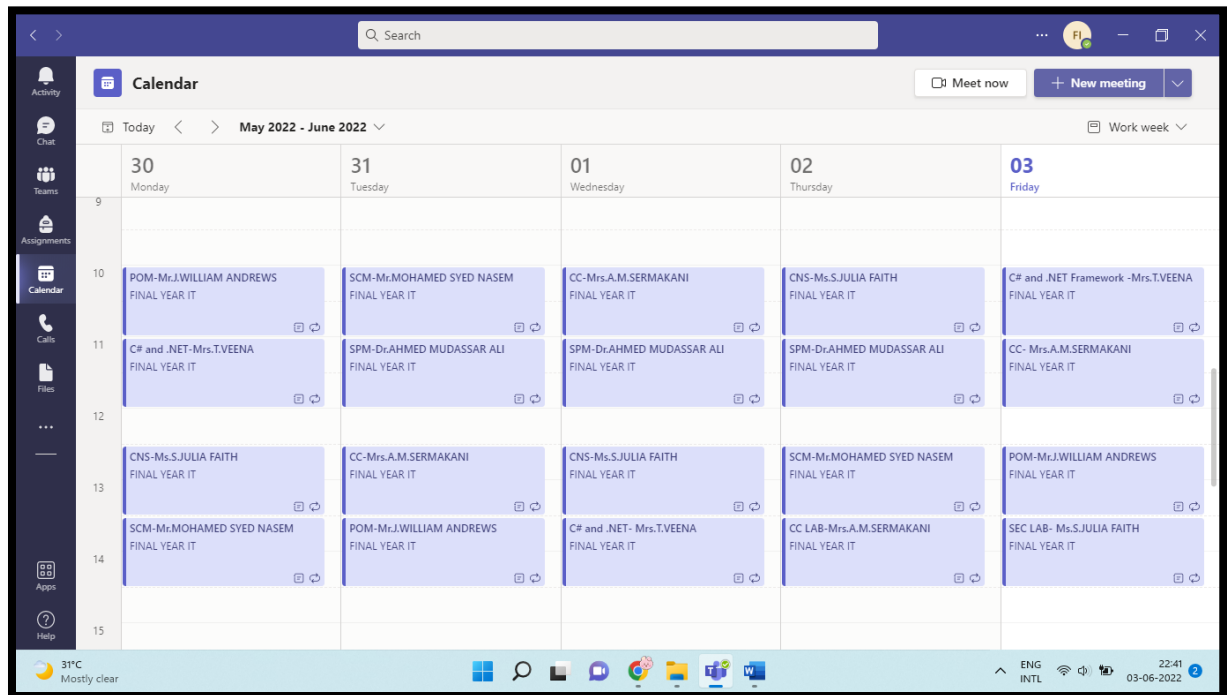 Search
FI
Activity
Chat
Teams
Assignments
Calendar
Calls
Files
Apps
Help
Calendar
Meet now
New meeting
Today
May 2022 - June 2022
Work week
30
Monday
31
Tuesday
01
Wednesday
02
Thursday
03
Friday
9
10
POM-Mr.J.WILLIAM ANDREWS
FINAL YEAR IT
SCM-Mr.MOHAMED SYED NASEM
FINAL YEAR IT
CC-Mrs.A.M.SERMAKANI
FINAL YEAR IT
CNS-Ms.S.JULIA FAITH
FINAL YEAR IT
C# and .NET Framework -Mrs.T.VEENA
FINAL YEAR IT
11
C# and .NET-Mrs.T.VEENA
FINAL YEAR IT
SPM-Dr.AHMED MUDASSAR ALI
FINAL YEAR IT
SPM-Dr.AHMED MUDASSAR ALI
FINAL YEAR IT
SPM-Dr.AHMED MUDASSAR ALI
FINAL YEAR IT
CC- Mrs.A.M.SERMAKANI
FINAL YEAR IT
12
CNS-Ms.S.JULIA FAITH
FINAL YEAR IT
CC-Mrs.A.M.SERMAKANI
FINAL YEAR IT
CNS-Ms.S.JULIA FAITH
FINAL YEAR IT
SCM-Mr.MOHAMED SYED NASEM
FINAL YEAR IT
POM-Mr.J.WILLIAM ANDREWS
FINAL YEAR IT
13
SCM-Mr.MOHAMED SYED NASEM
FINAL YEAR IT
POM-Mr.J.WILLIAM ANDREWS
FINAL YEAR IT
C# and .NET- Mrs.T.VEENA
FINAL YEAR IT
CC LAB-Mrs.A.M.SERMAKANI
FINAL YEAR IT
SEC LAB- Ms.S.JULIA FAITH
FINAL YEAR IT
14
15
31°C
Mostly clear
ENG
INTL
22:41
03-06-2022
2